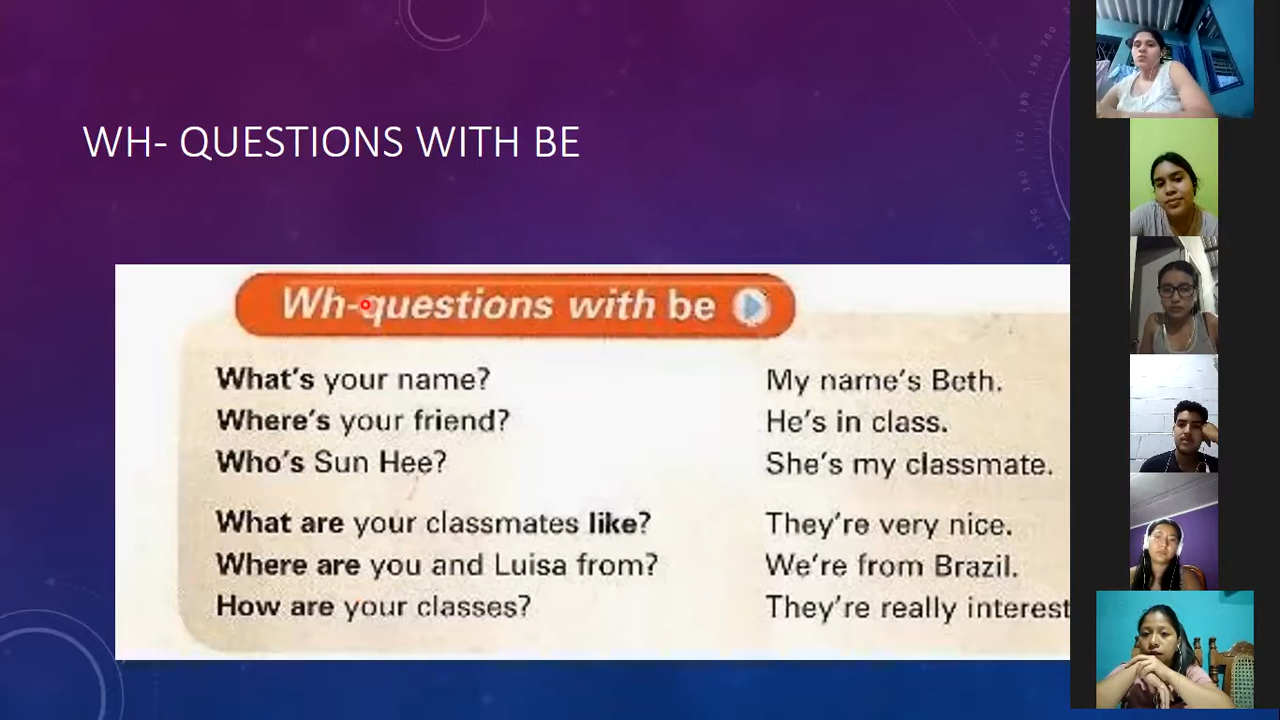 WH- QUESTIONS WITH BE
Wh-questions with be
What's your name? My name's Beth.
Where's your friend? He's in class.
Who's Sun Hee? She's my classmate.
What are your classmates like? They're very nice.
Where are you and Luisa from? We're from Brazil.
How are your classes? They're really interest